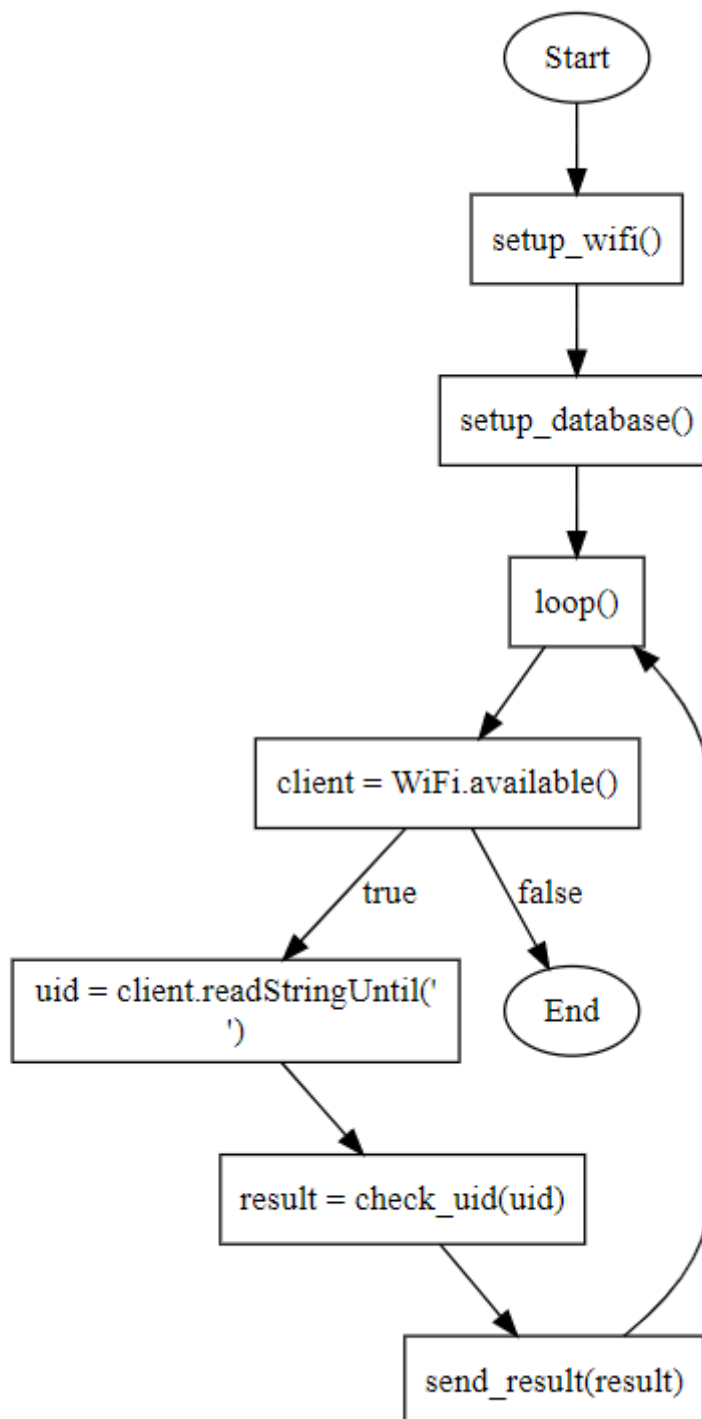 Start
setup_wifi()
setup_database()
loop()
client = WiFi.available()
true
false
uid = client.readStringUntil('
')
End
result = check_uid(uid)
send_result(result)